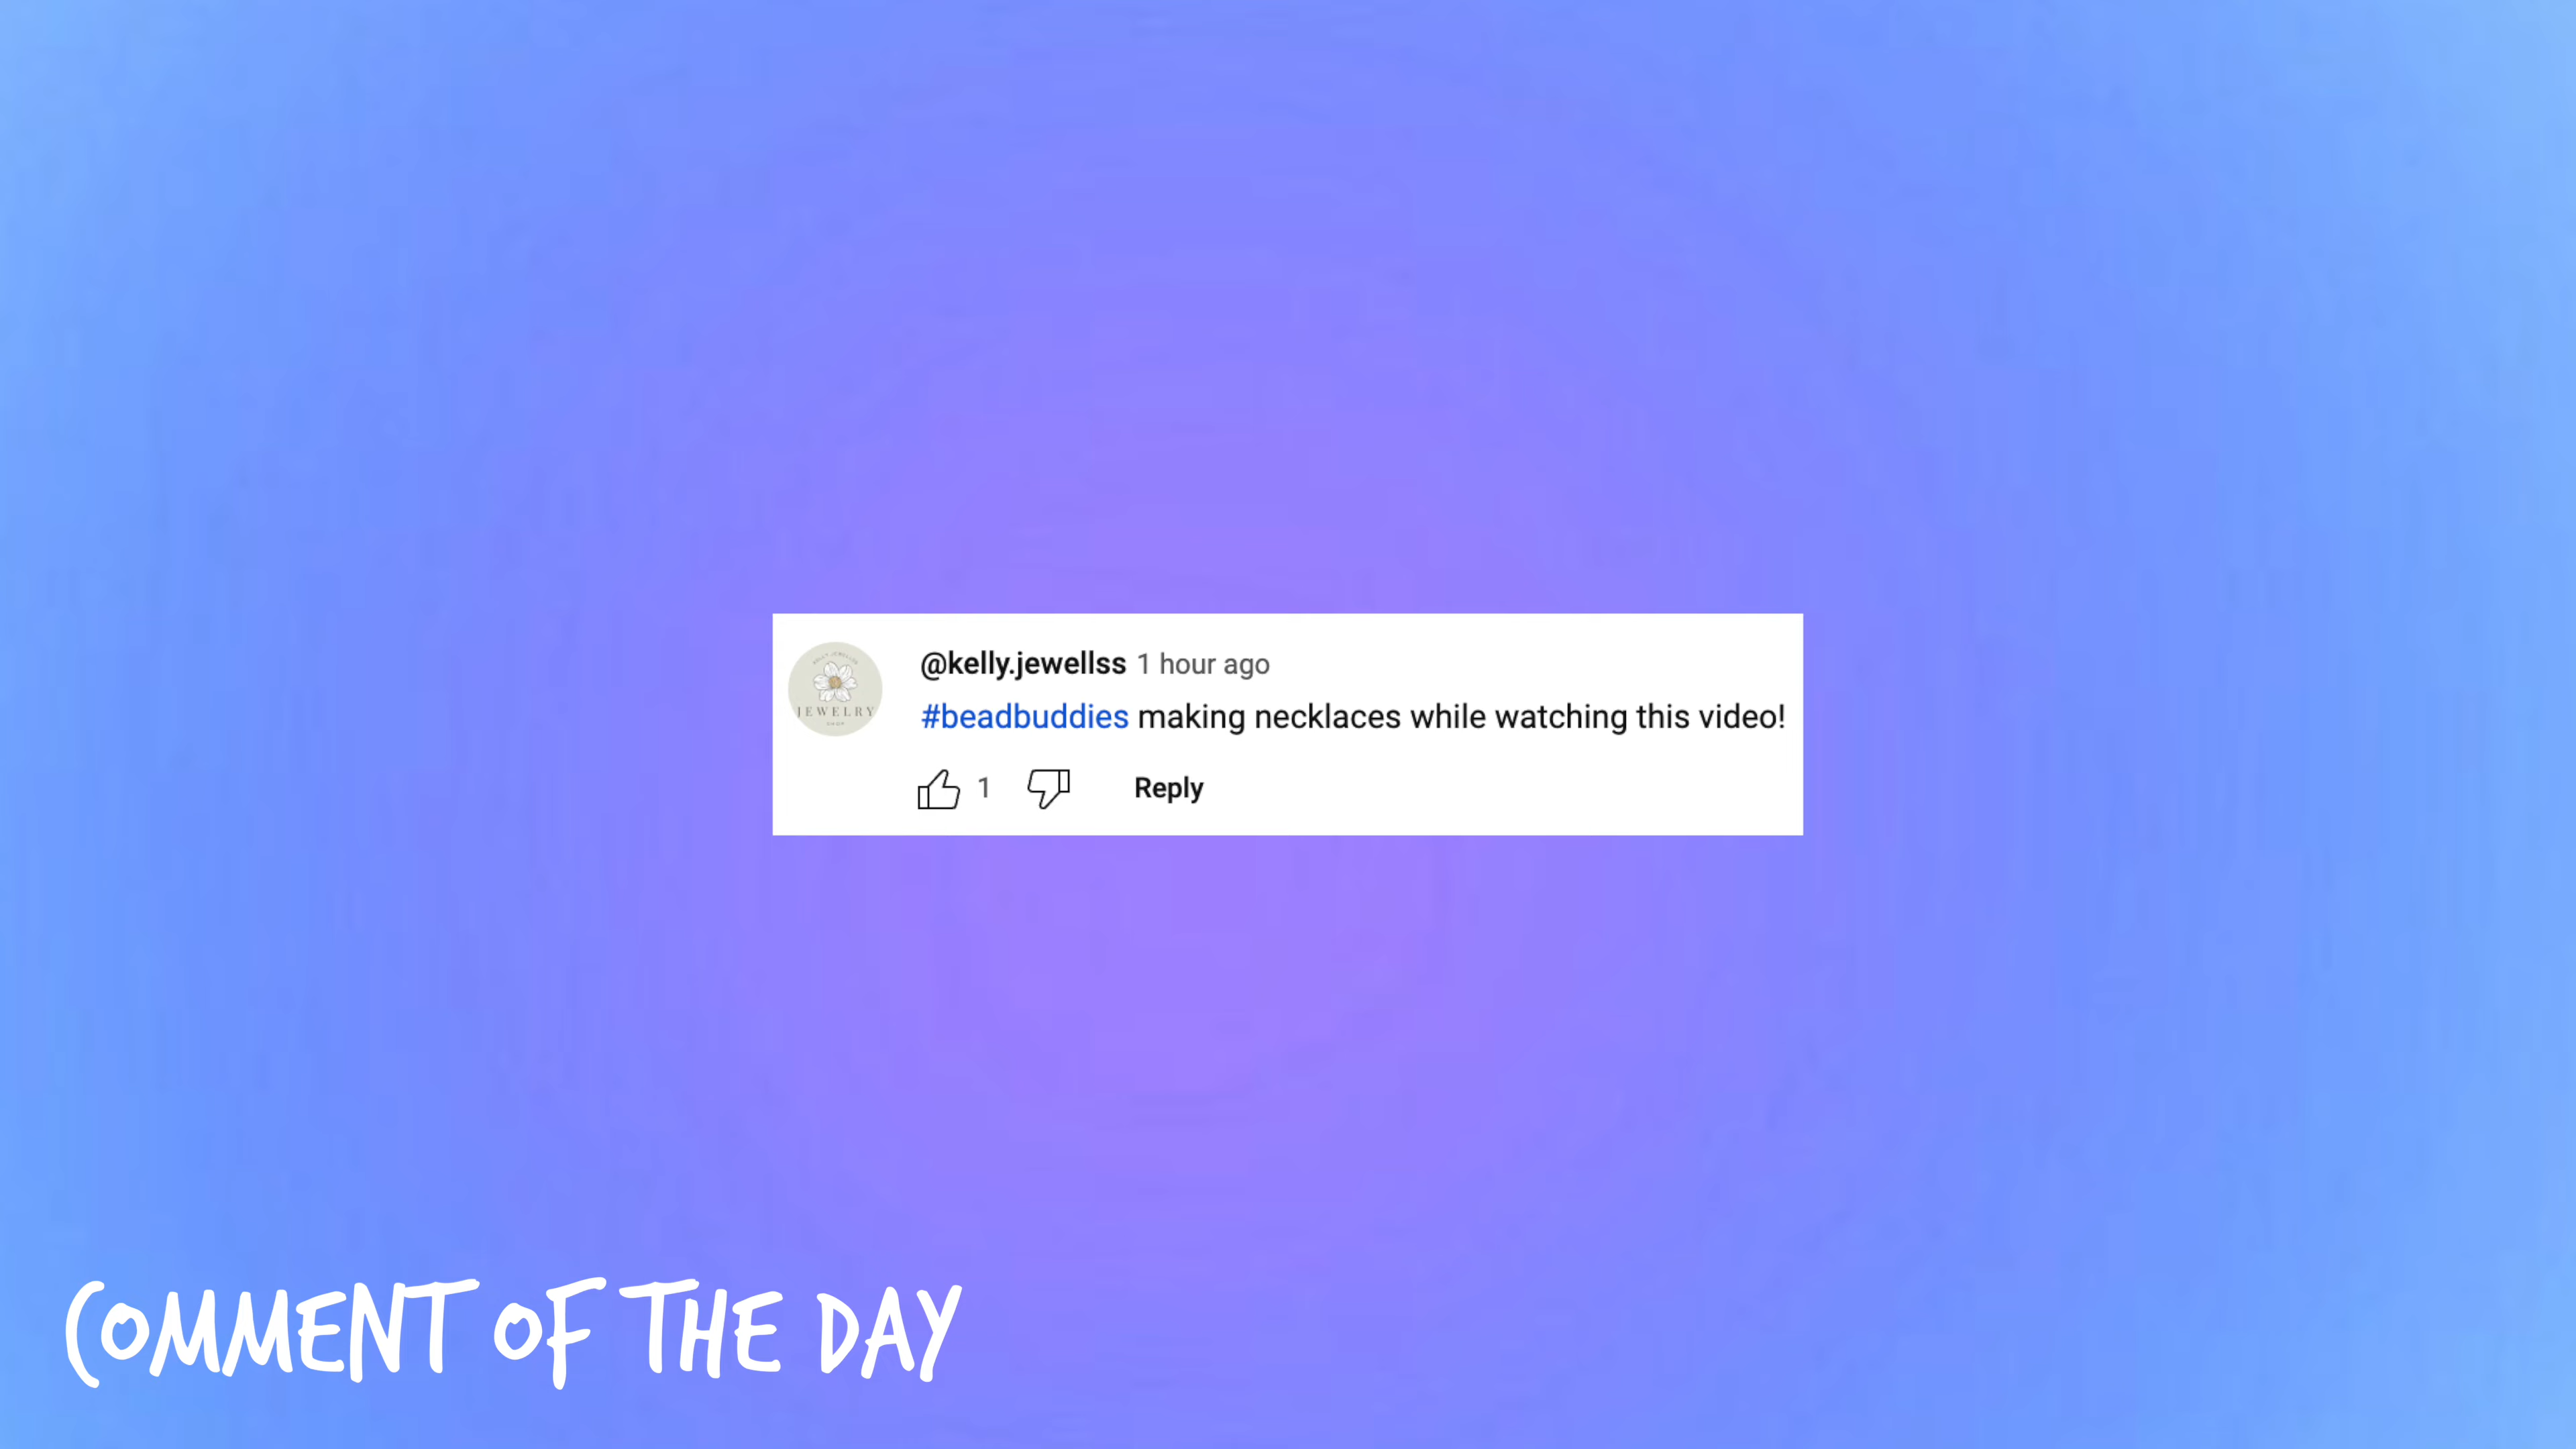 @kelly.jewellss 1 hour ago
#beadbuddies making necklaces while watching this video!
JEWELRY
SHOP
1
Reply
COMMENT OF THE DAY